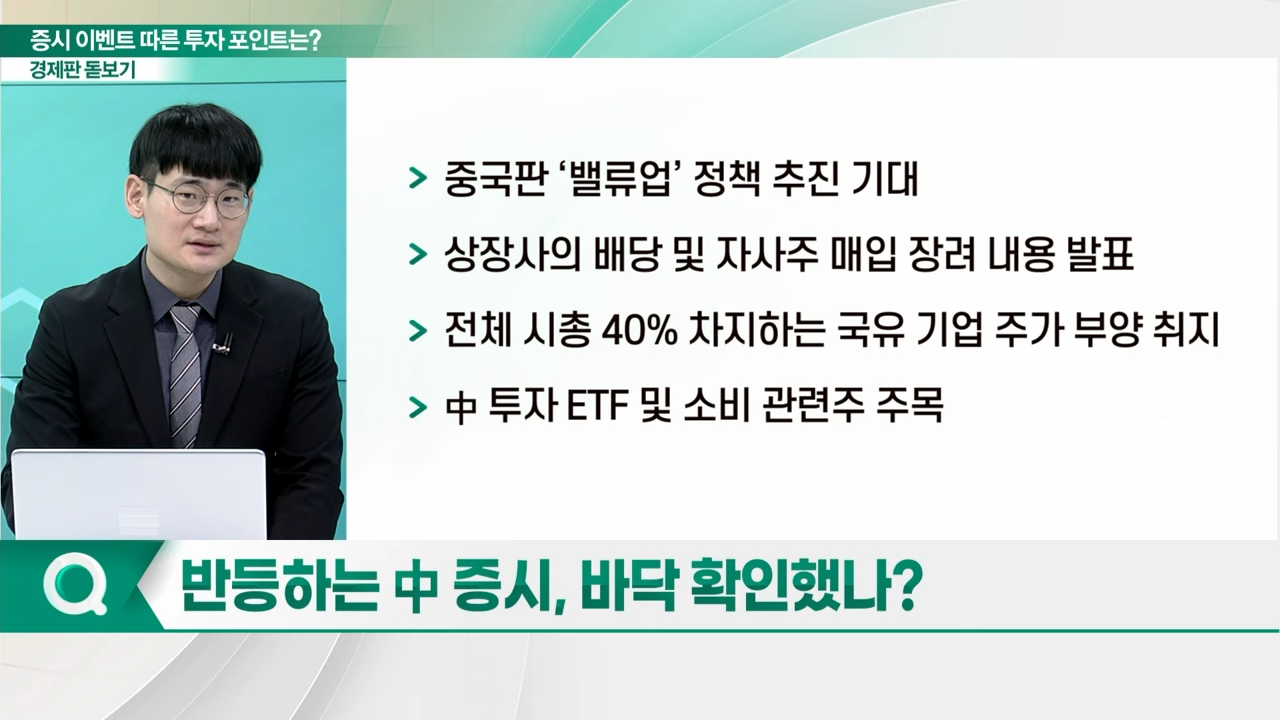 증시 이벤트 따른 투자 포인트는?
경제판 돋보기
> 중국판 ‘밸류업’ 정책 추진 기대
> 상장사의 배당 및 자사주 매입 장려 내용 발표
> 전체 시총 40% 차지하는 국유 기업 주가 부양 취지
> 中 투자 ETF 및 소비 관련주 주목
반등하는 中 증시, 바닥 확인했나?